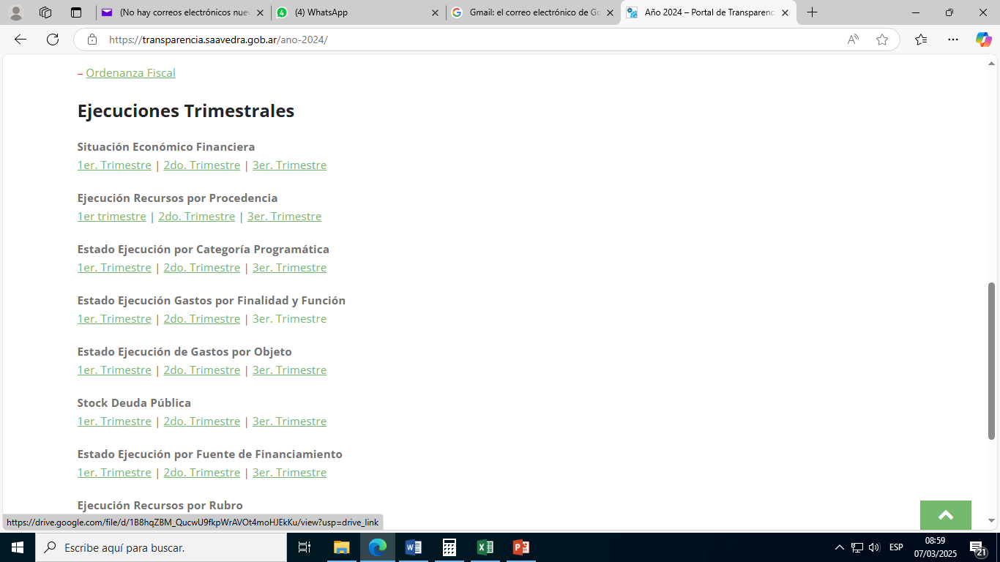 (No hay correos electrónicos nuev
(4) WhatsApp
Gmail: el correo electrónico de Go
Año 2024 – Portal de Transparenc
https://transparencia.saavedra.gob.ar/ano-2024/
– Ordenanza Fiscal
Ejecuciones Trimestrales
Situación Económico Financiera
1er. Trimestre | 2do. Trimestre | 3er. Trimestre
Ejecución Recursos por Procedencia
1er trimestre | 2do. Trimestre | 3er. Trimestre
Estado Ejecución por Categoría Programática
1er. Trimestre | 2do. Trimestre | 3er. Trimestre
Estado Ejecución Gastos por Finalidad y Función
1er. Trimestre | 2do. Trimestre | 3er. Trimestre
Estado Ejecución de Gastos por Objeto
1er. Trimestre | 2do. Trimestre | 3er. Trimestre
Stock Deuda Pública
1er. Trimestre | 2do. Trimestre | 3er. Trimestre
Estado Ejecución por Fuente de Financiamiento
1er. Trimestre | 2do. Trimestre | 3er. Trimestre
Ejecución Recursos por Rubro
https://drive.google.com/file/d/1B8hqZBM_QucwU9fkpWrAVOt4moHJEkKu/view?usp=drive_link
Escribe aquí para buscar.
ESP
08:59
07/03/2025
21